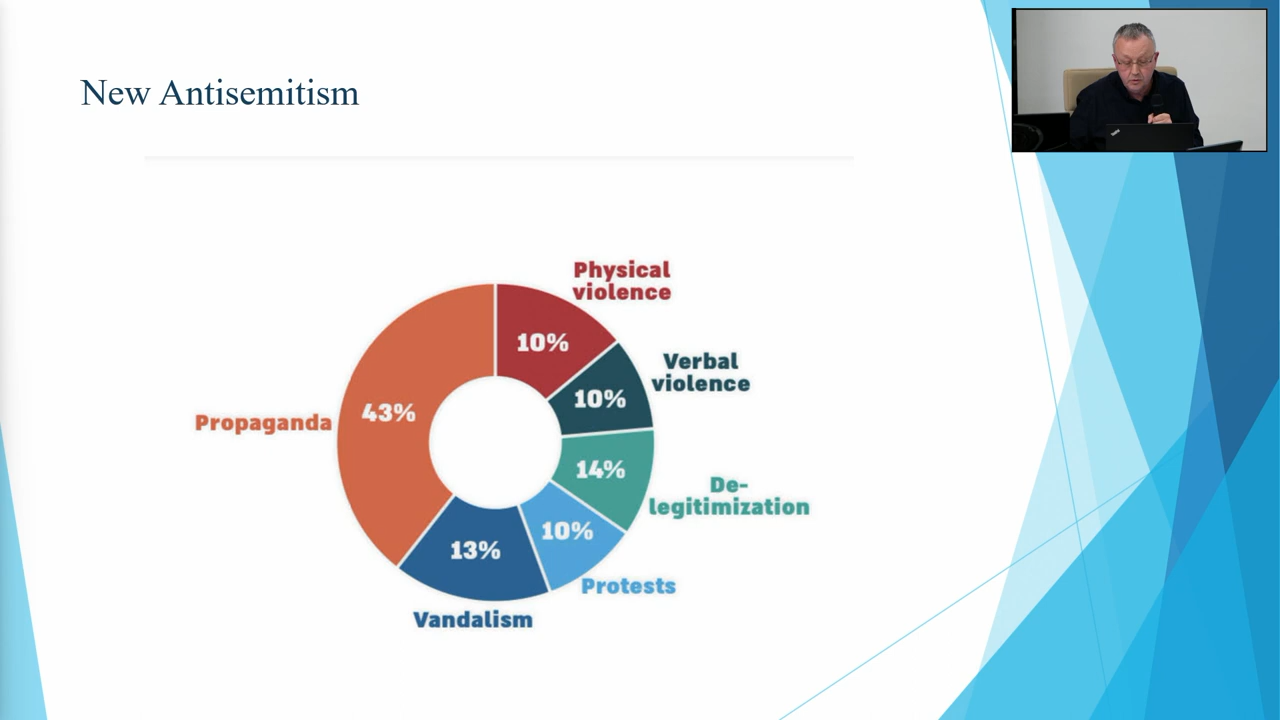 New Antisemitism
Physical
violence
10%
Verbal
violence
10%
Propaganda
43%
14%
De-
legitimization
10%
Protests
13%
Vandalism